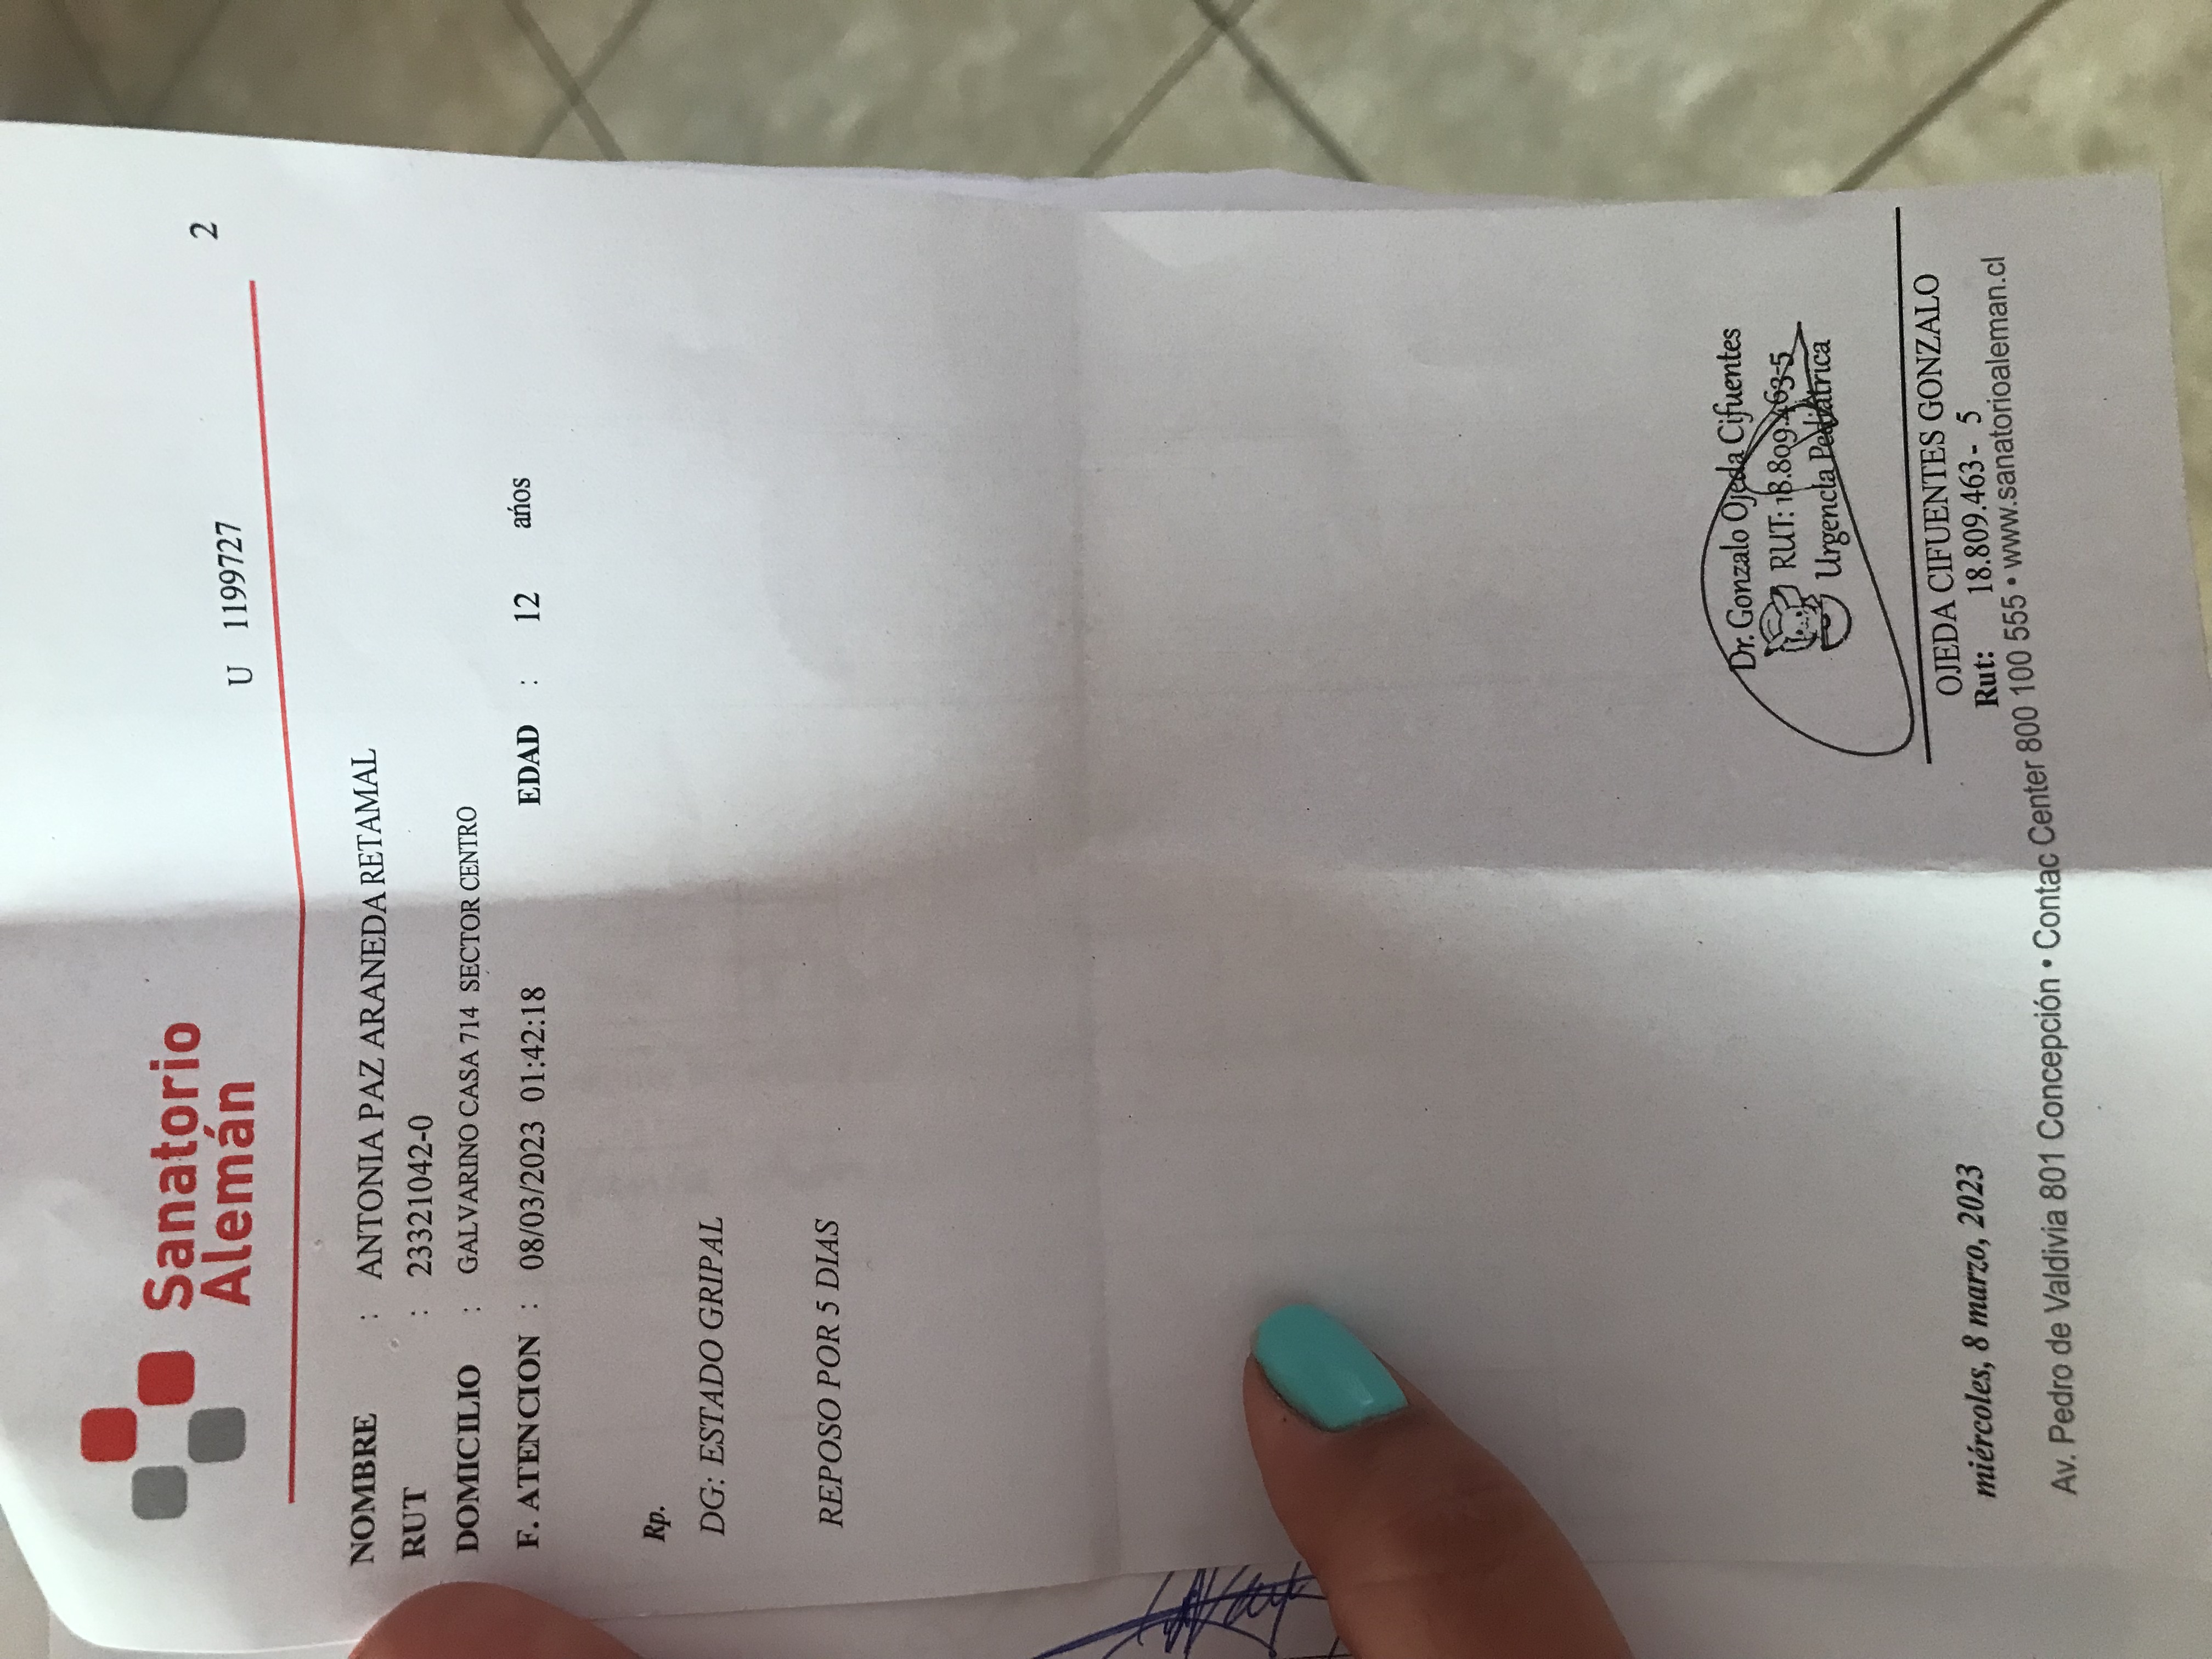 Sanatorio
Alemán
U 1199727 2
NOMBRE : ANTONIA PAZ ARANEDA RETAMAL
RUT : 23321042-0
DOMICILIO : GALVARINO CASA 714 SECTOR CENTRO
F. ATENCION : 08/03/2023 01:42:18 EDAD : 12 años
Rp.
DG: ESTADO GRIPAL
REPOSO POR 5 DIAS
Dr. Gonzalo Ojeda Cifuentes
RUT: 18.809.463-5
Urgencia Pediátrica
OJEDA CIFUENTES GONZALO
Rut: 18.809.463- 5
miércoles, 8 marzo, 2023
Av. Pedro de Valdivia 801 Concepción • Contac Center 800 100 555 • www.sanatorioaleman.cl